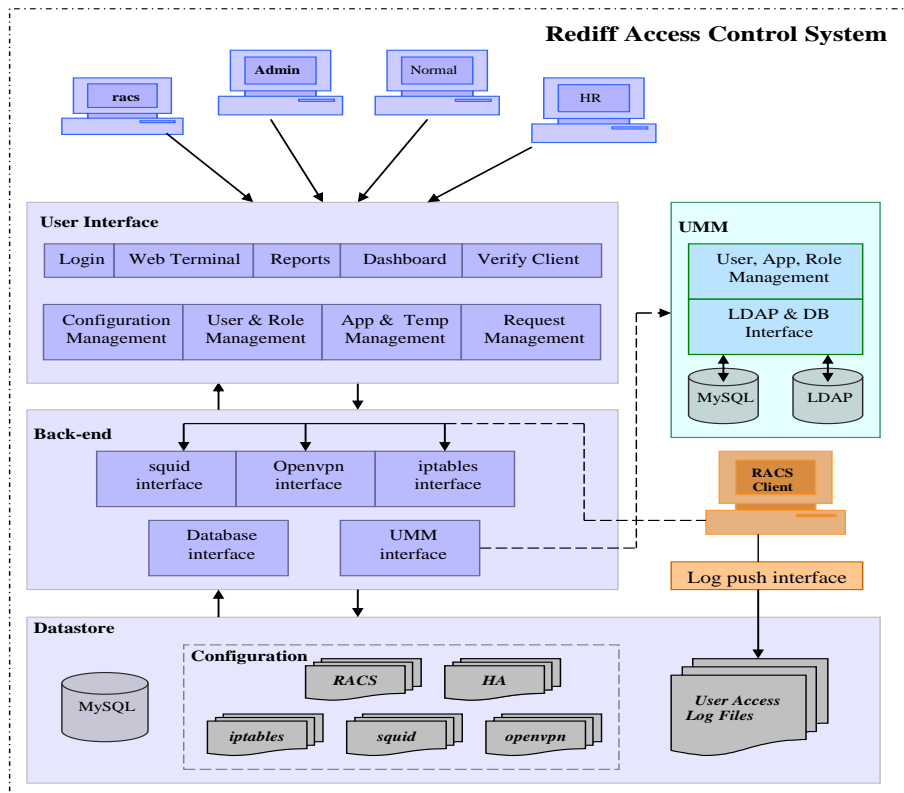 Rediff Access Control System
racs
Admin
Normal
HR
User Interface
Login
Web Terminal
Reports
Dashboard
Verify Client
Configuration
Management
User & Role
Management
App & Temp
Management
Request
Management
UMM
User, App, Role
Management
LDAP & DB
Interface
MySQL
LDAP
Back-end
squid
interface
Openvpn
interface
iptables
interface
Database
interface
UMM
interface
RACS
Client
Log push interface
Datastore
MySQL
Configuration
RACS
HA
iptables
squid
openvpn
User Access
Log Files